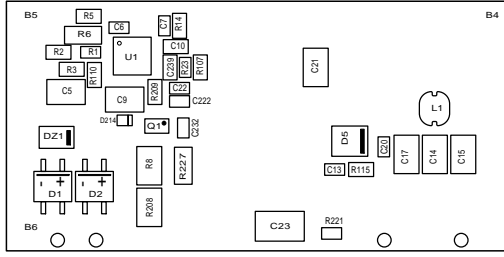 B5
B4
R5
C6
C7
R14
R6
R2
R1
U1
C10
R3
R110
C239
R23
R107
C21
C5
C9
R209
C22
C222
L1
D214
Q1
C232
DZ1
D5
C20
C17
C14
C15
R8
R227
C13
R115
- +
- +
D1
D2
R208
B6
C23
R221